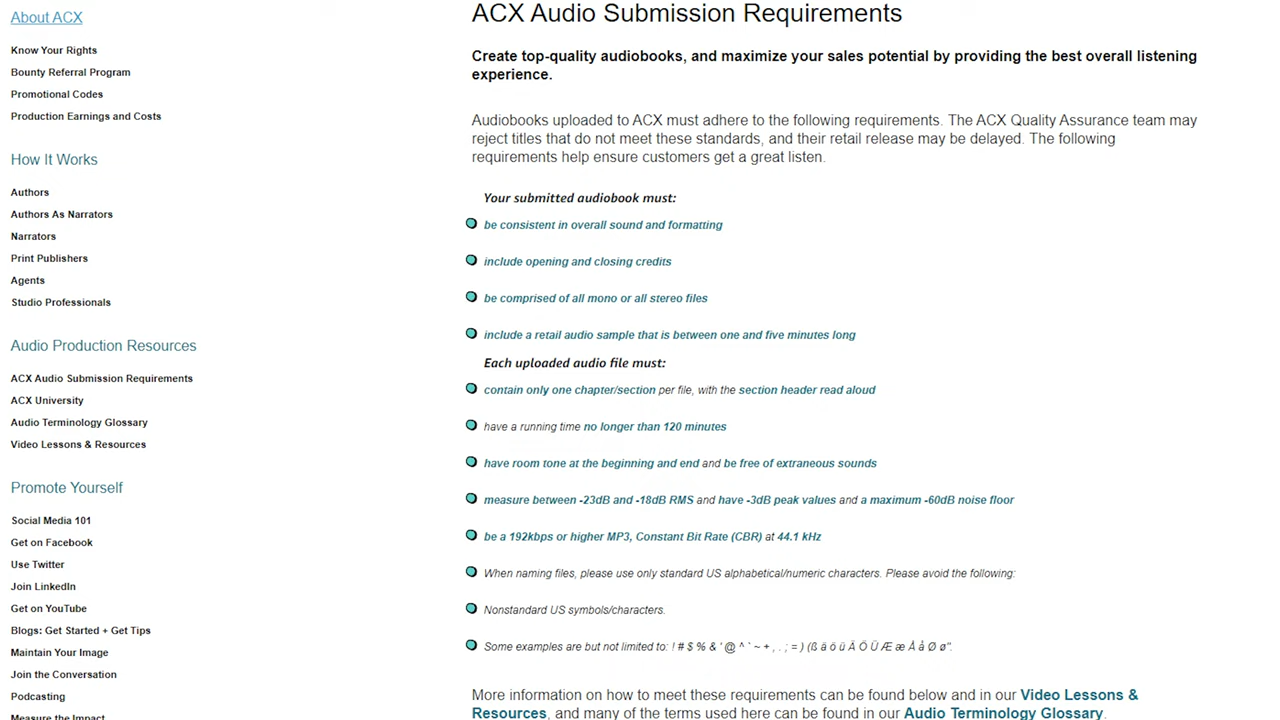 About ACX
Know Your Rights
Bounty Referral Program
Promotional Codes
Production Earnings and Costs
How It Works
Authors
Authors As Narrators
Narrators
Print Publishers
Agents
Studio Professionals
Audio Production Resources
ACX Audio Submission Requirements
ACX University
Audio Terminology Glossary
Video Lessons & Resources
Promote Yourself
Social Media 101
Get on Facebook
Use Twitter
Join LinkedIn
Get on YouTube
Blogs: Get Started + Get Tips
Maintain Your Image
Join the Conversation
Podcasting
Measure the Impact
ACX Audio Submission Requirements
Create top-quality audiobooks, and maximize your sales potential by providing the best overall listening
experience.
Audiobooks uploaded to ACX must adhere to the following requirements. The ACX Quality Assurance team may
reject titles that do not meet these standards, and their retail release may be delayed. The following
requirements help ensure customers get a great listen.
Your submitted audiobook must:
be consistent in overall sound and formatting
include opening and closing credits
be comprised of all mono or all stereo files
include a retail audio sample that is between one and five minutes long
Each uploaded audio file must:
contain only one chapter/section per file, with the section header read aloud
have a running time no longer than 120 minutes
have room tone at the beginning and end and be free of extraneous sounds
measure between -23dB and -18dB RMS and have -3dB peak values and a maximum -60dB noise floor
be a 192kbps or higher MP3, Constant Bit Rate (CBR) at 44.1 kHz
When naming files, please use only standard US alphabetical/numeric characters. Please avoid the following:
Nonstandard US symbols/characters.
Some examples are but not limited to: ! # $ % & ' @ ^ ` ~ + , . ; = ) (ß ä ö ü Ä Ö Ü Æ æ Å å Ø ø".
More information on how to meet these requirements can be found below and in our Video Lessons &
Resources, and many of the terms used here can be found in our Audio Terminology Glossary.